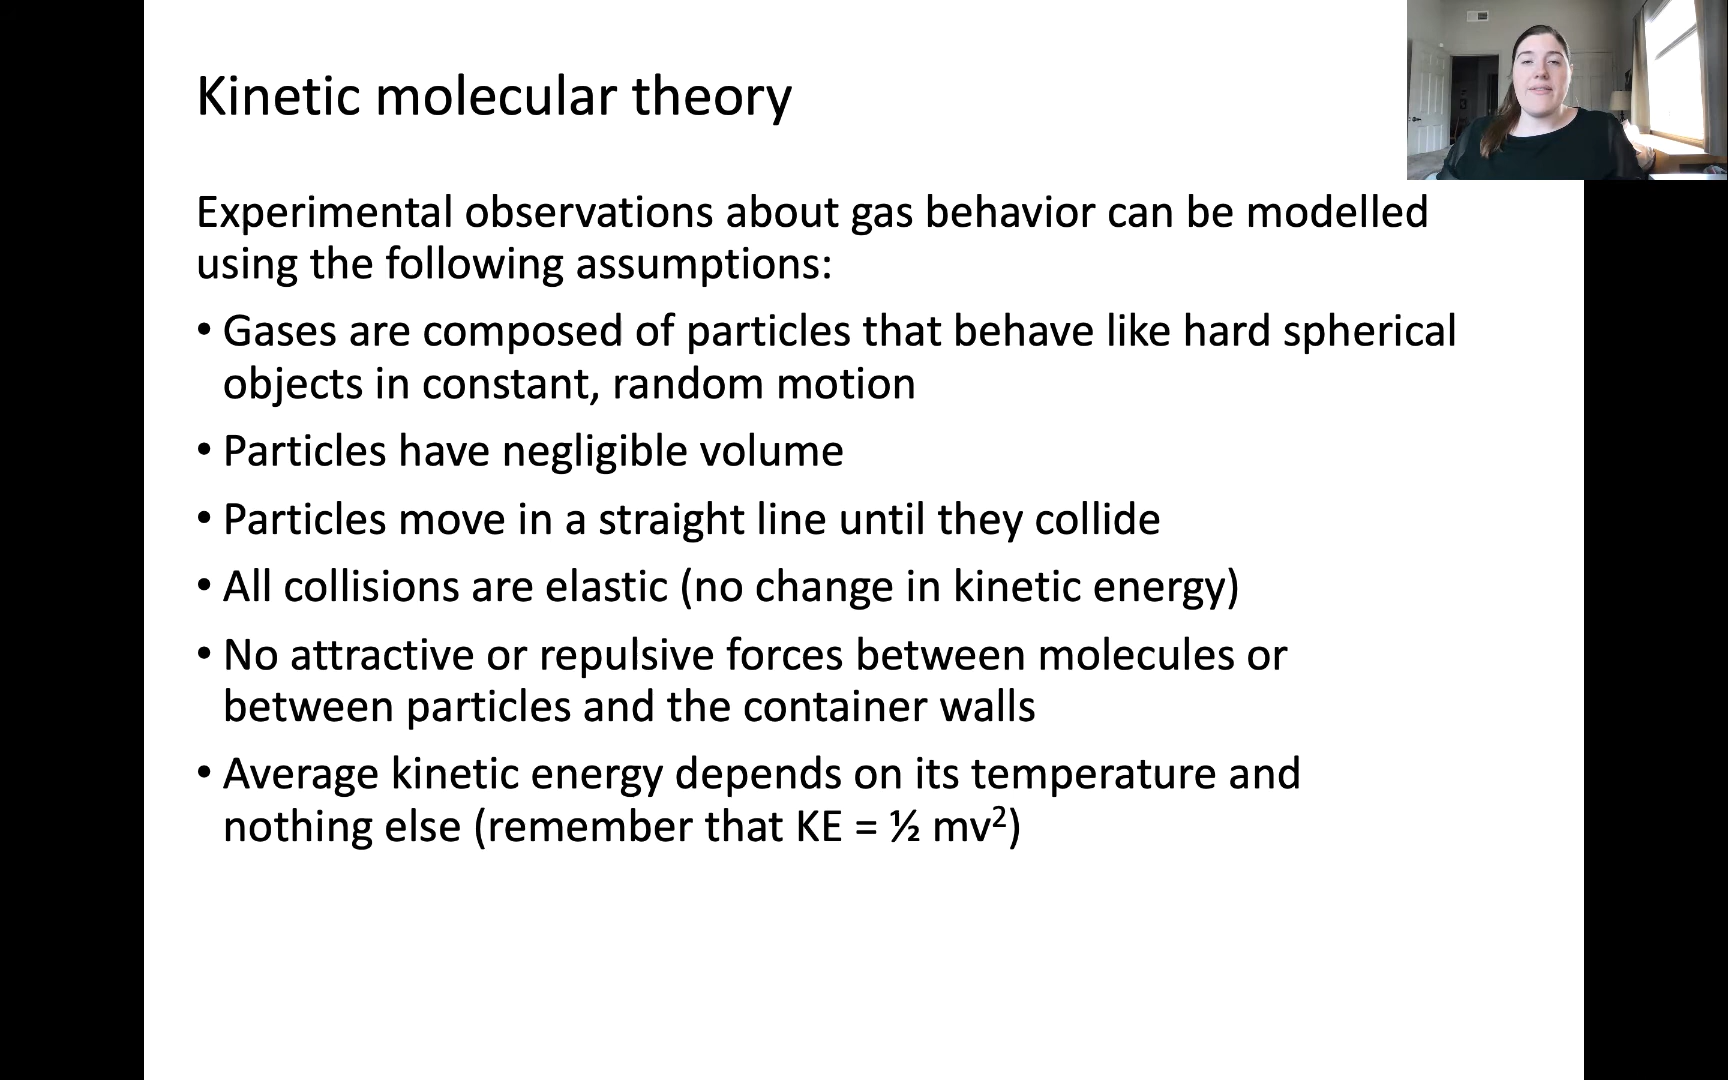 Kinetic molecular theory
Experimental observations about gas behavior can be modelled
using the following assumptions:
• Gases are composed of particles that behave like hard spherical
objects in constant, random motion
• Particles have negligible volume
• Particles move in a straight line until they collide
• All collisions are elastic (no change in kinetic energy)
• No attractive or repulsive forces between molecules or
between particles and the container walls
• Average kinetic energy depends on its temperature and
nothing else (remember that KE = ½ mv²)